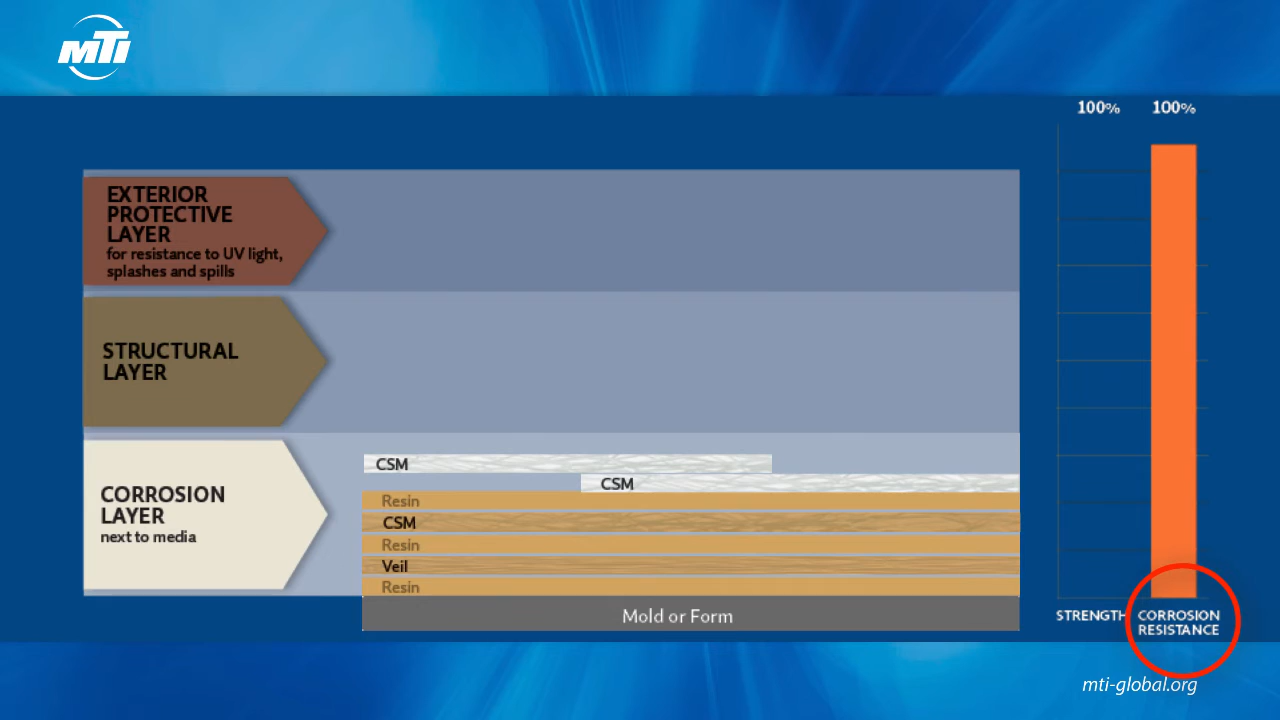 MTI
100% 100%
EXTERIOR
PROTECTIVE
LAYER
for resistance to UV light,
splashes and spills
STRUCTURAL
LAYER
CORROSION
LAYER
next to media
CSM
CSM
Resin
CSM
Resin
Veil
Resin
Mold or Form
STRENGTH
CORROSION
RESISTANCE
mti-global.org